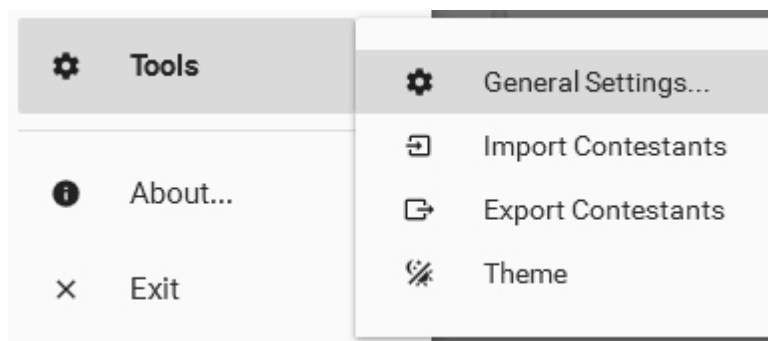 Tools
About...
Exit
General Settings...
Import Contestants
Export Contestants
Theme